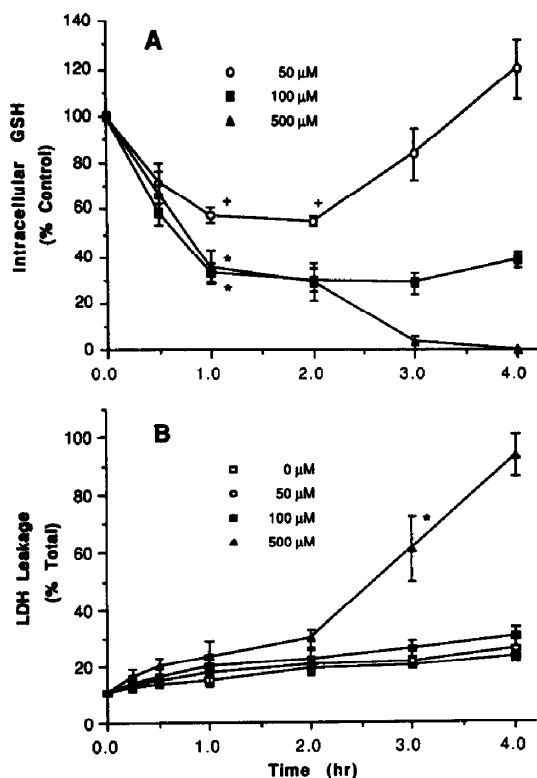 A
140
120
100
80
60
40
20
0
Intracellular GSH
(% Control)
50 µM
100 µM
500 µM
+
+
*
*
0.0 1.0 2.0 3.0 4.0
B
100
80
60
40
20
0
LDH Leakage
(% Total)
0 µM
50 µM
100 µM
500 µM
*
0.0 1.0 2.0 3.0 4.0
Time (hr)